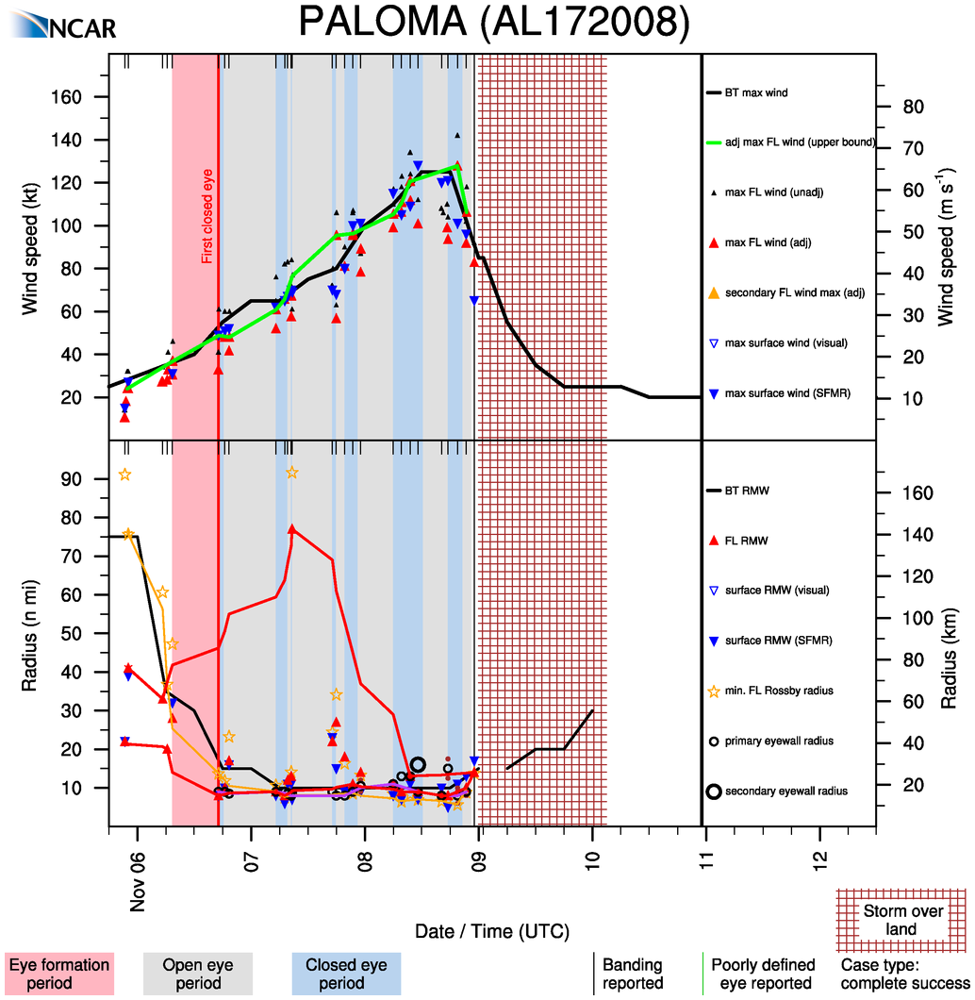 NCAR
PALOMA (AL172008)
Wind speed (kt)
160
140
120
100
80
60
40
20
First closed eye
BT max wind
adj max FL wind (upper bound)
max FL wind (unadj)
max FL wind (adj)
secondary FL wind max (adj)
max surface wind (visual)
max surface wind (SFMR)
80
70
60
50
40
30
20
10
Wind speed (m s⁻¹)
Radius (n mi)
90
80
70
60
50
40
30
20
10
BT RMW
FL RMW
surface RMW (visual)
surface RMW (SFMR)
min. FL Rossby radius
primary eyewall radius
secondary eyewall radius
160
140
120
100
80
60
40
20
Radius (km)
Nov 06
07
08
09
10
11
12
Date / Time (UTC)
Storm over
land
Eye formation
period
Open eye
period
Closed eye
period
Banding
reported
Poorly defined
eye reported
Case type:
complete success